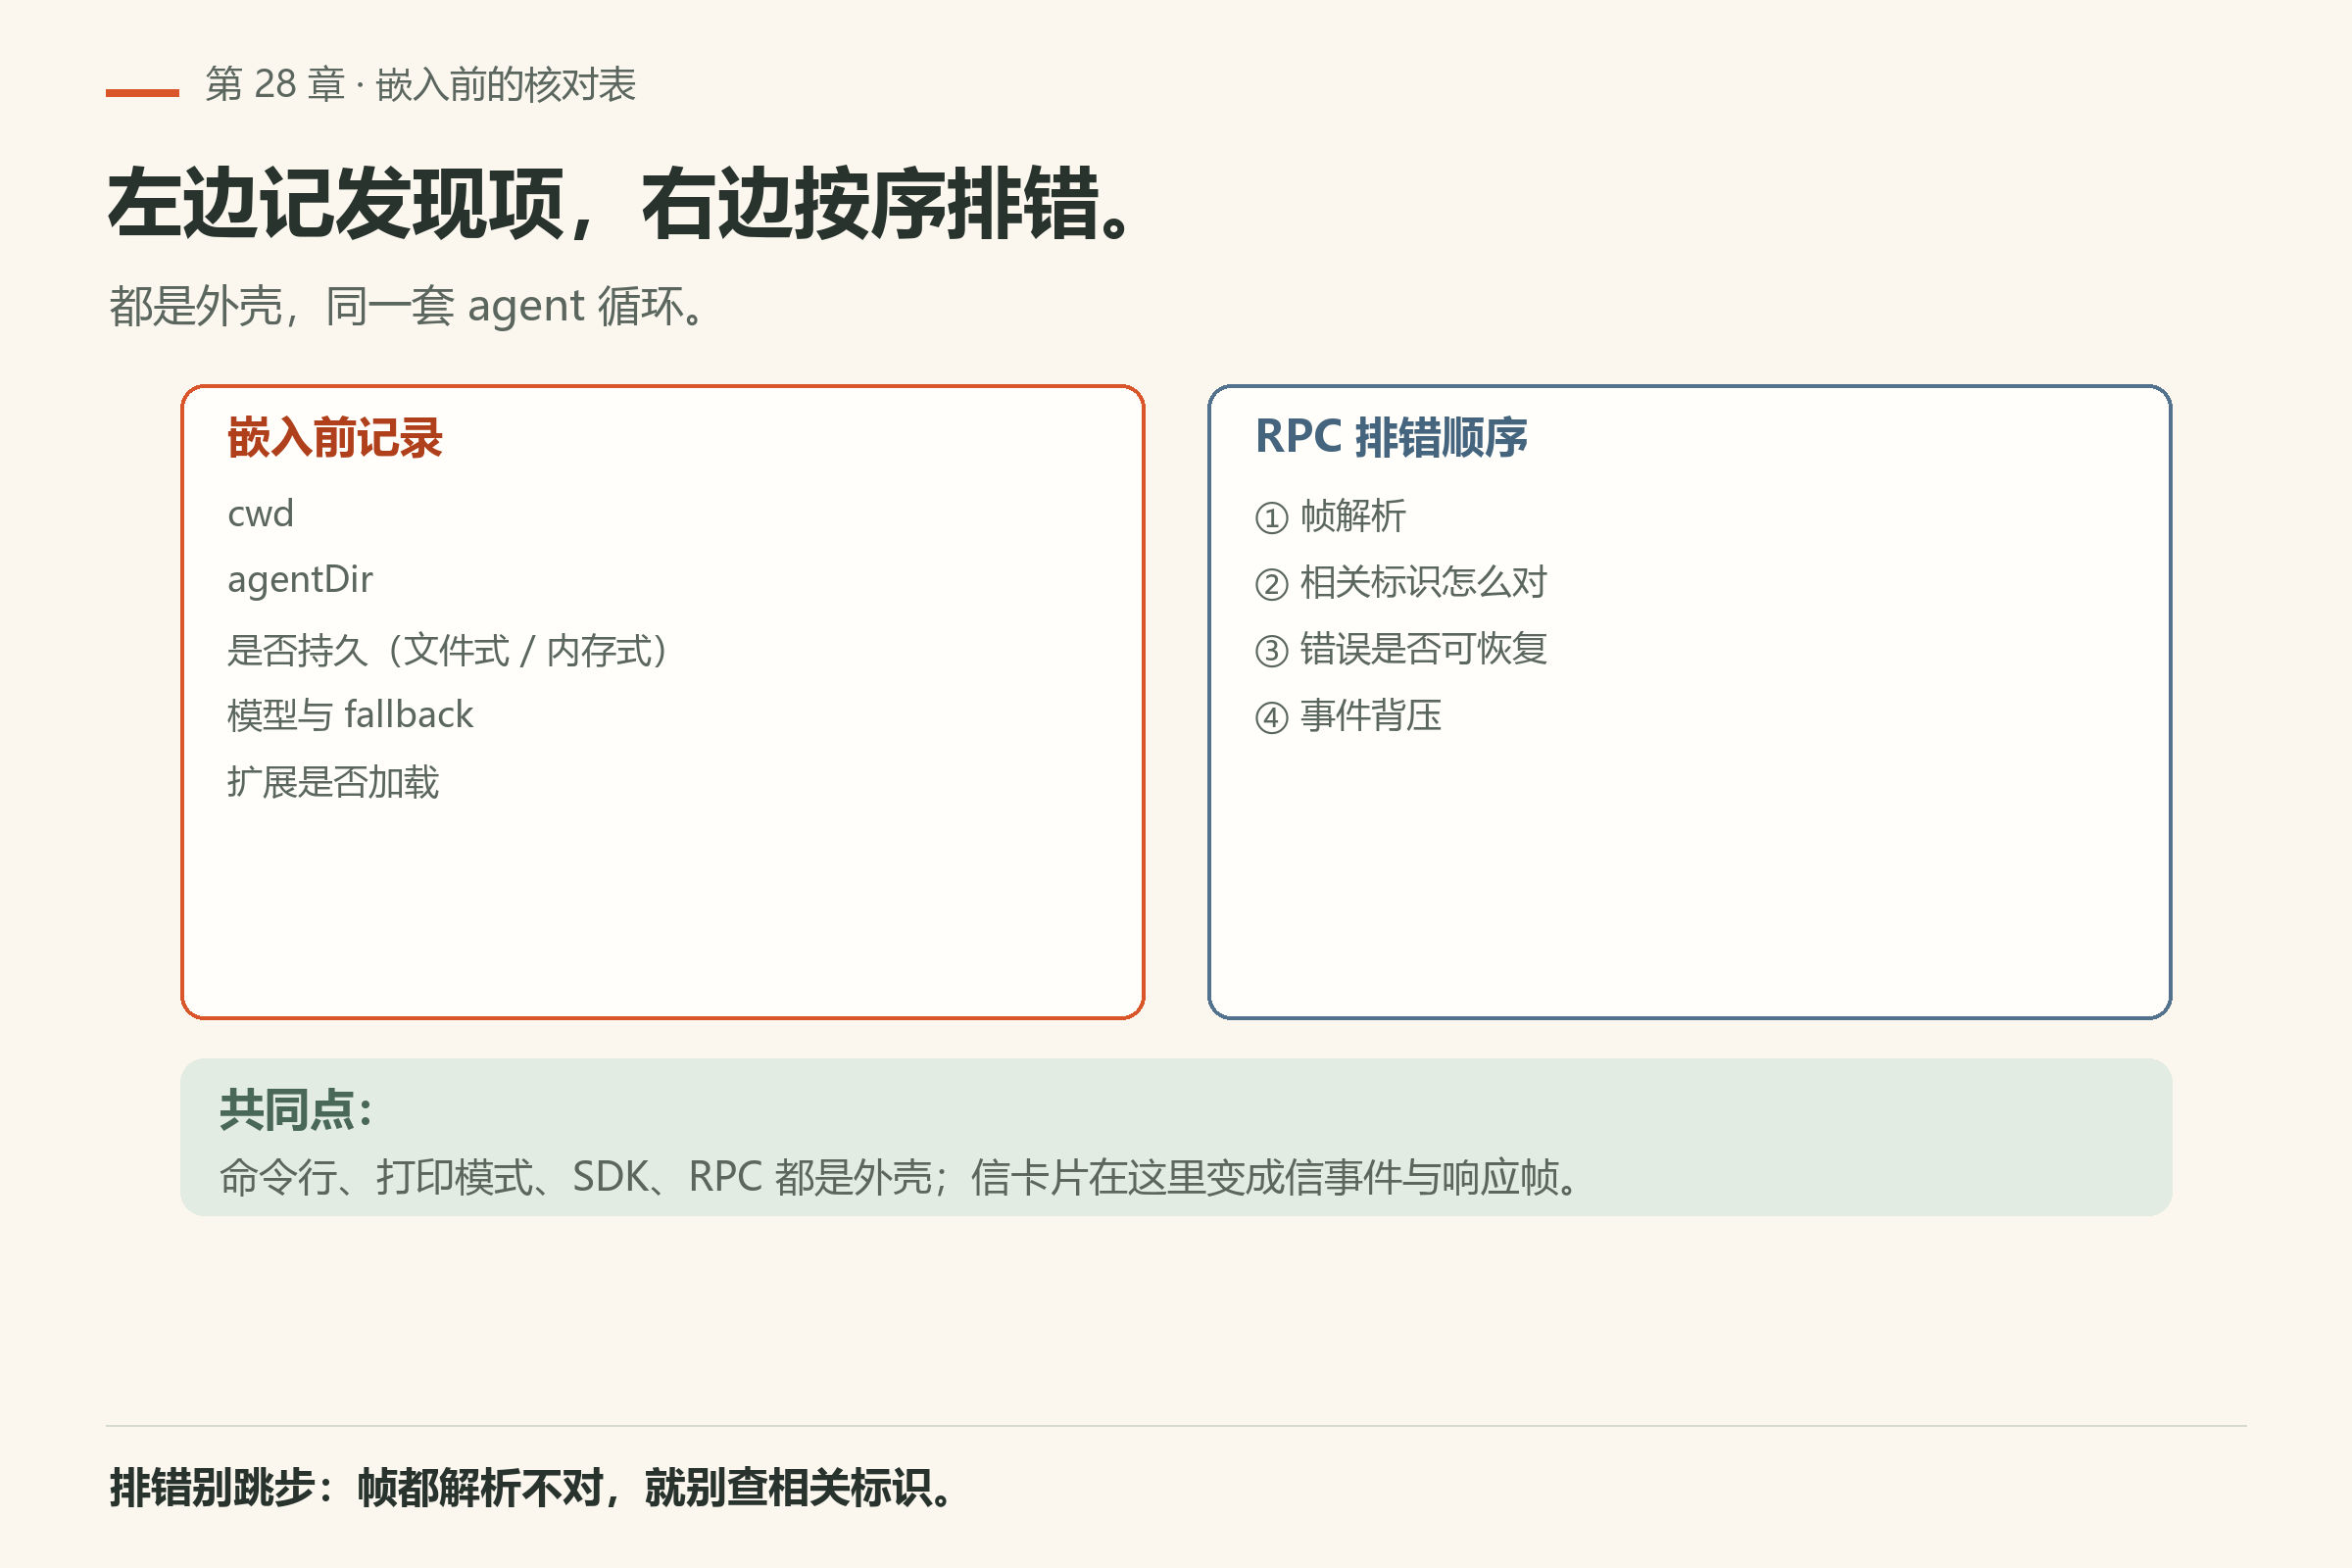 第 28 章 · 嵌入前的核对表
左边记发现项，右边按序排错。
都是外壳，同一套 agent 循环。
嵌入前记录
cwd
agentDir
是否持久（文件式 / 内存式）
模型与 fallback
扩展是否加载
RPC 排错顺序
① 帧解析
② 相关标识怎么对
③ 错误是否可恢复
④ 事件背压
共同点：
命令行、打印模式、SDK、RPC 都是外壳；信卡片在这里变成信事件与响应帧。
排错别跳步：帧都解析不对，就别查相关标识。